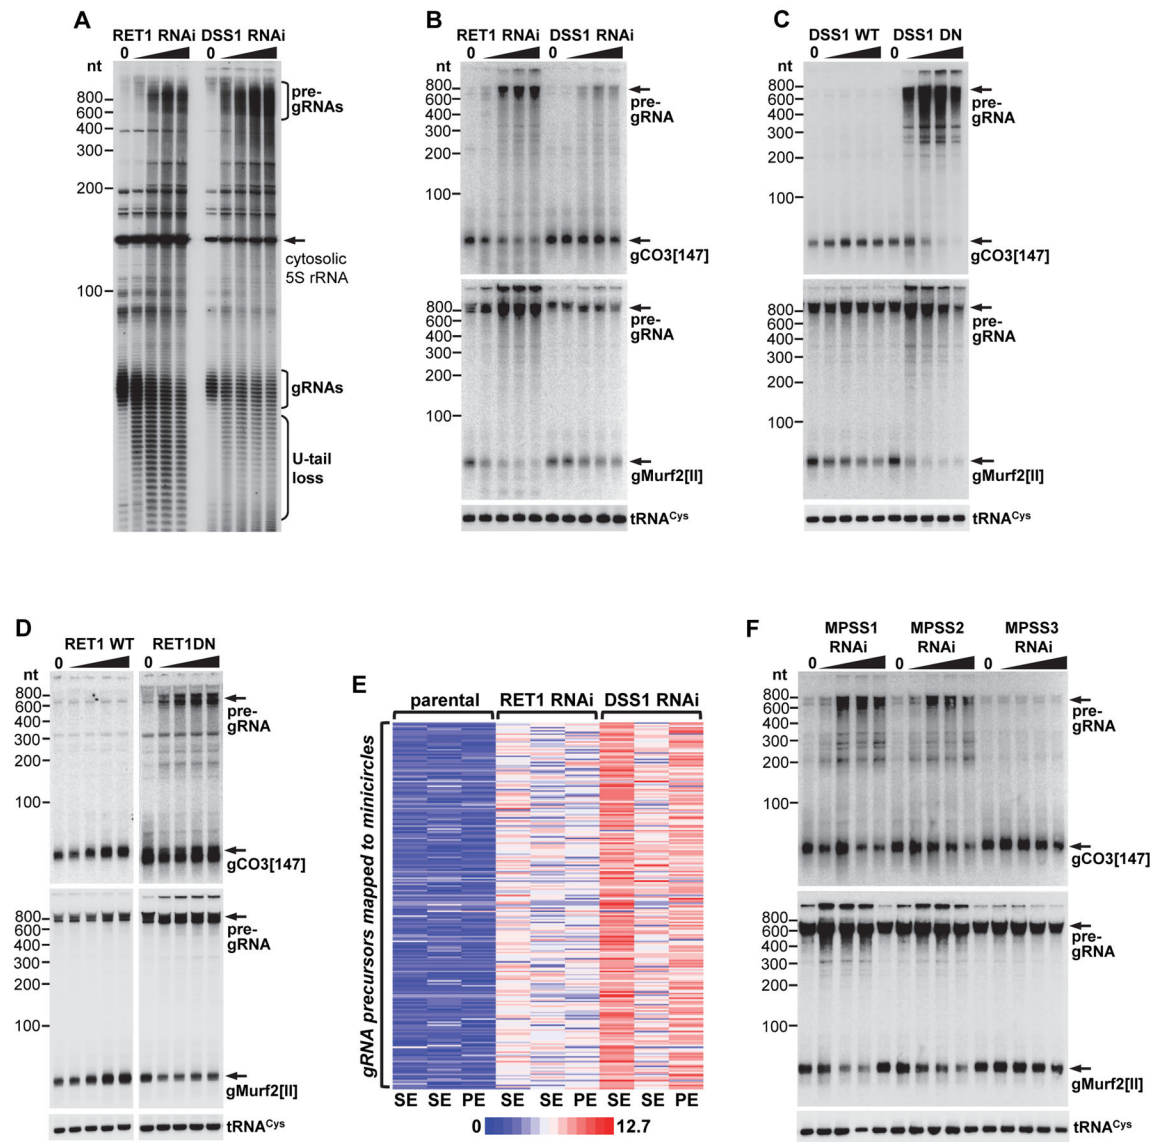 A
RET1 RNAi DSS1 RNAi
0 0
nt
800
600
400
300
200
100
pre-
gRNAs
cytosolic
5S rRNA
gRNAs
U-tail
loss
B
RET1 RNAi DSS1 RNAi
0 0
nt
800
600
400
300
200
100
pre-
gRNA
gCO3[147]
800
600
400
300
200
100
pre-
gRNA
gMurf2[II]
tRNACys
C
DSS1 WT DSS1 DN
0 0
nt
800
600
400
300
200
100
pre-
gRNA
gCO3[147]
800
600
400
300
200
100
pre-
gRNA
gMurf2[II]
tRNACys
D
RET1 WT RET1DN
0 0
nt
800
600
400
300
200
100
pre-
gRNA
gCO3[147]
800
600
400
300
200
100
pre-
gRNA
gMurf2[II]
tRNACys
E
parental RET1 RNAi DSS1 RNAi
gRNA precursors mapped to minicircles
SE SE PE SE SE PE SE SE PE
0 12.7
F
MPSS1 MPSS2 MPSS3
RNAi RNAi RNAi
0 0 0
nt
800
600
400
300
200
100
pre-
gRNA
gCO3[147]
800
600
400
300
200
100
pre-
gRNA
gMurf2[II]
tRNACys